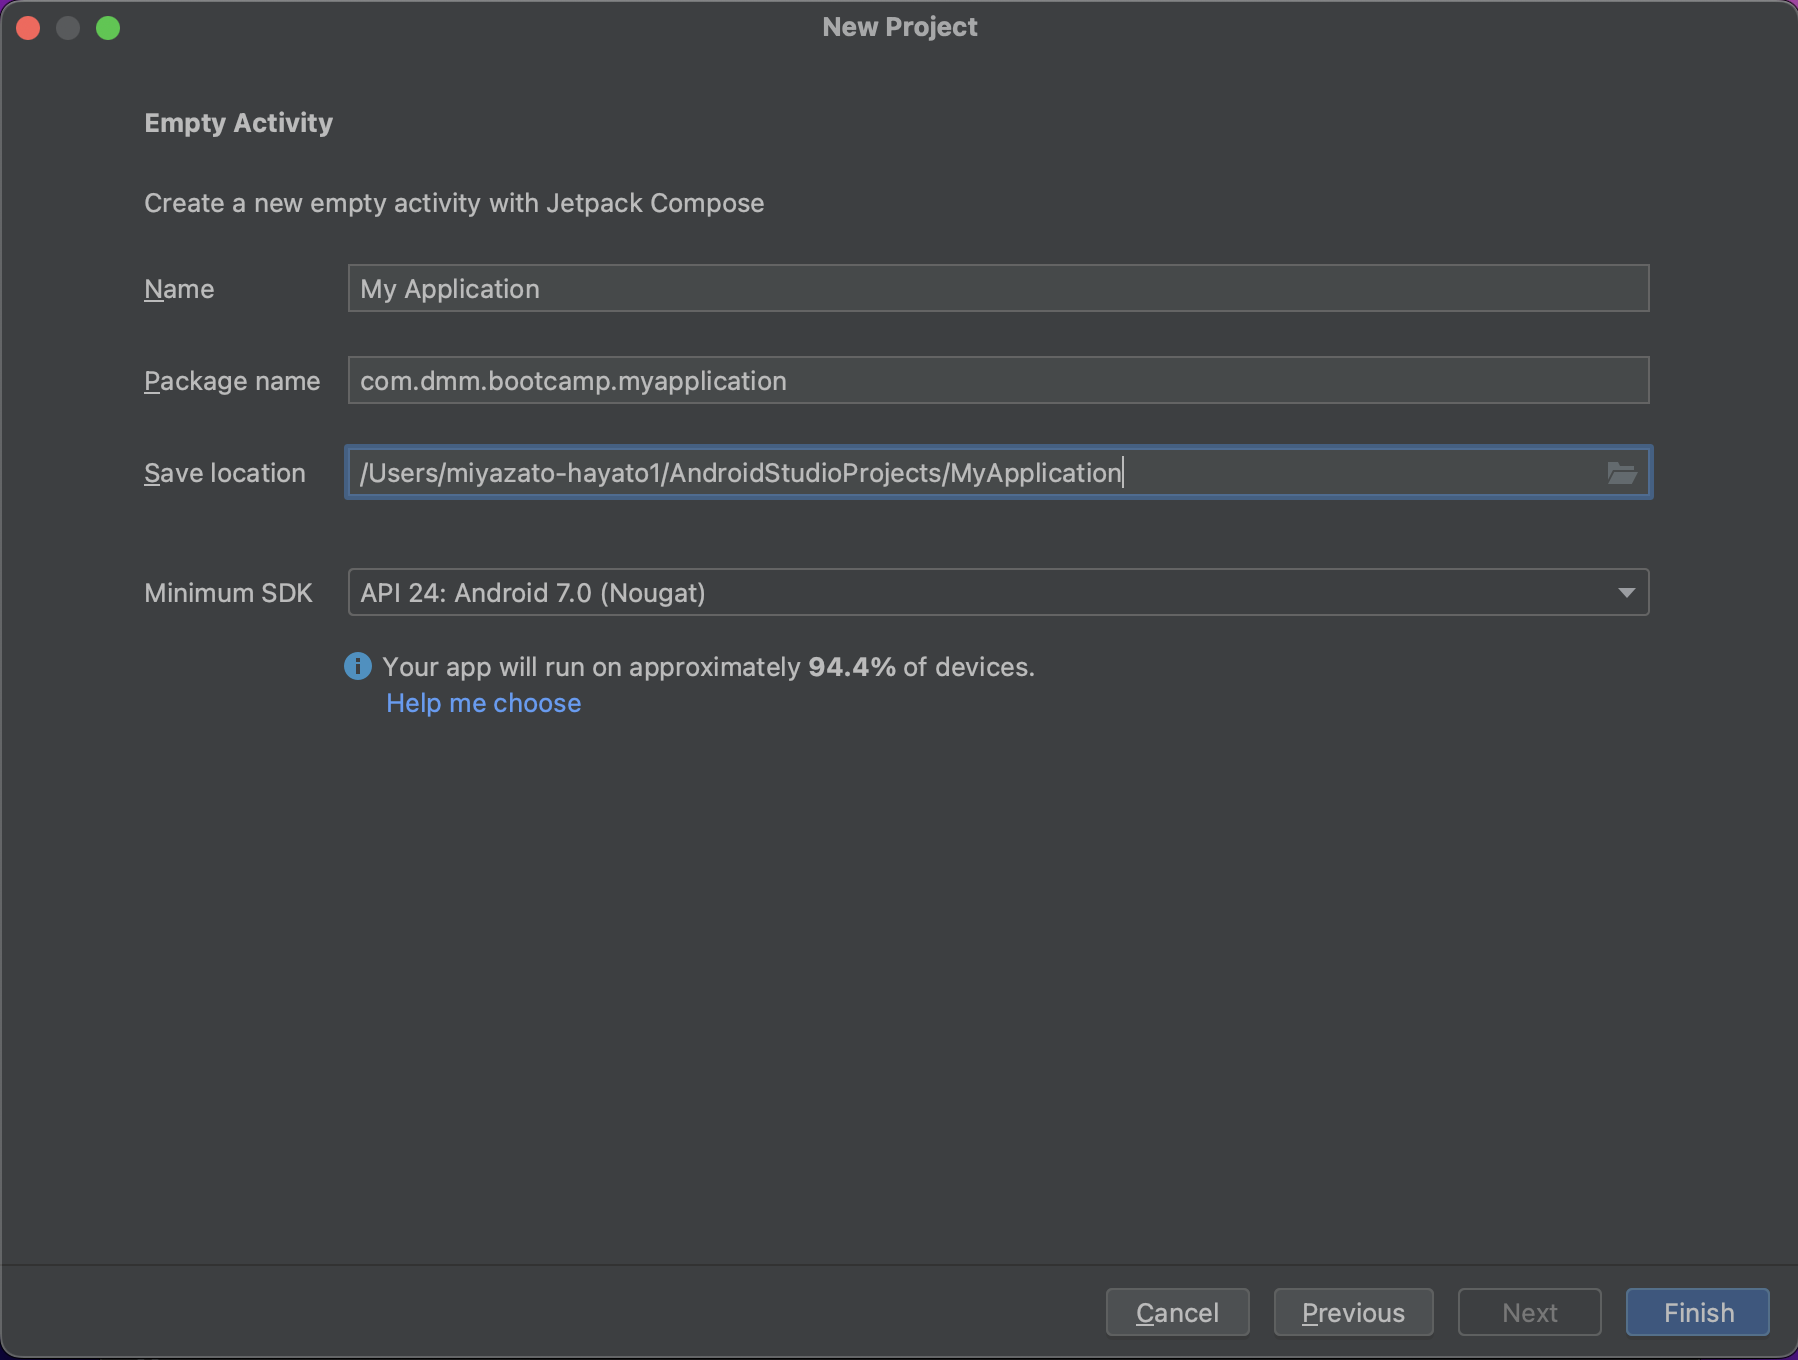 New Project
Empty Activity
Create a new empty activity with Jetpack Compose
Name My Application
Package name com.dmm.bootcamp.myapplication
Save location /Users/miyazato-hayato1/AndroidStudioProjects/MyApplication
Minimum SDK API 24: Android 7.0 (Nougat)
Your app will run on approximately 94.4% of devices.
Help me choose
Cancel Previous Next Finish